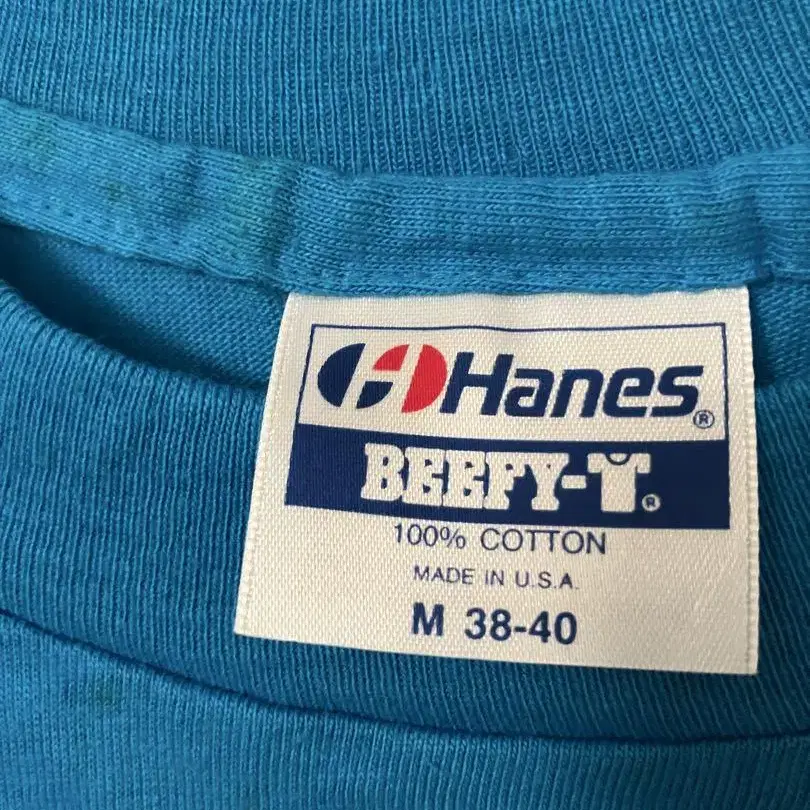 Hanes®
BEEFY-T®
100% COTTON
MADE IN U.S.A.
M 38-40